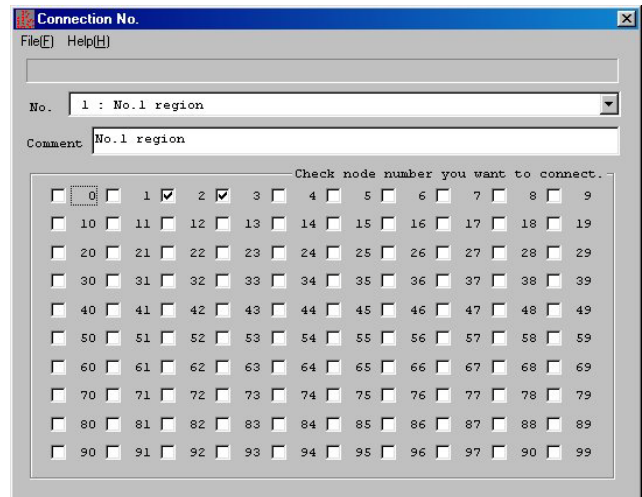 Connection No.
File(F) Help(H)
No. 1 : No.1 region
Comment No.1 region
Check node number you want to connect.
0 1 2 3 4 5 6 7 8 9
10 11 12 13 14 15 16 17 18 19
20 21 22 23 24 25 26 27 28 29
30 31 32 33 34 35 36 37 38 39
40 41 42 43 44 45 46 47 48 49
50 51 52 53 54 55 56 57 58 59
60 61 62 63 64 65 66 67 68 69
70 71 72 73 74 75 76 77 78 79
80 81 82 83 84 85 86 87 88 89
90 91 92 93 94 95 96 97 90 99